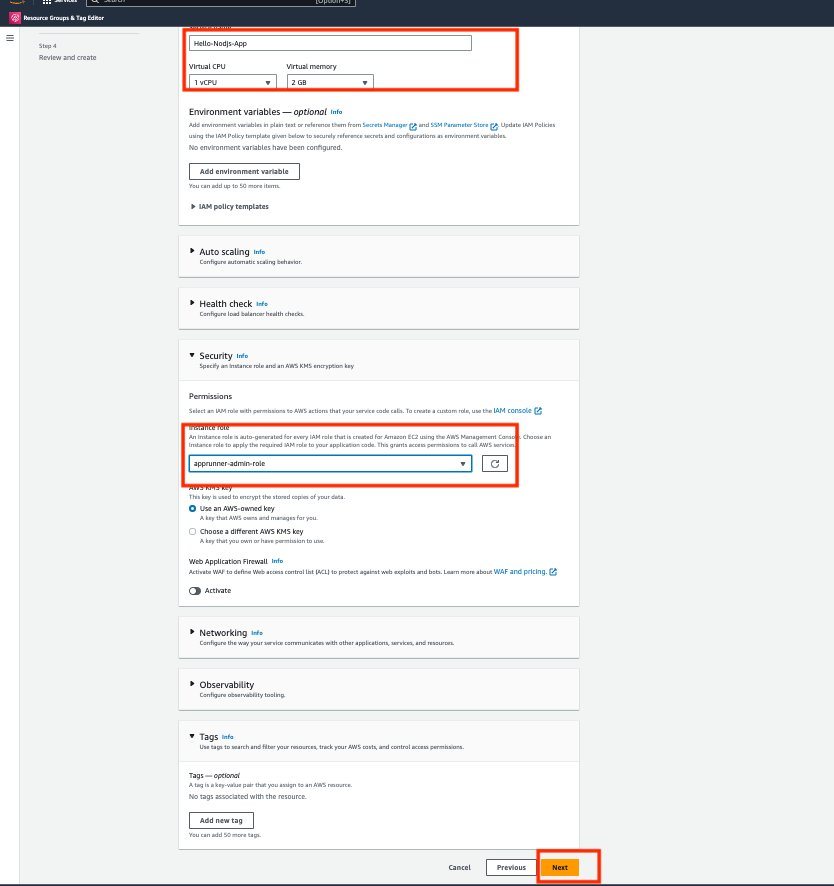 Services
Search
[Option+S]
Resource Groups & Tag Editor
Step 4
Review and create
Hello-Nodjs-App
Virtual CPU
Virtual memory
1 vCPU
2 GB
Environment variables — optional Info
Add environment variables in plain text or reference them from Secrets Manager and SSM Parameter Store. Update IAM Policies
using the IAM Policy template given below to securely reference secrets and configurations as environment variables.
No environment variables have been configured.
Add environment variable
You can add up to 50 more items.
IAM policy templates
Auto scaling Info
Configure automatic scaling behavior.
Health check Info
Configure load balancer health checks.
Security Info
Specify an Instance role and an AWS KMS encryption key
Permissions
Select an IAM role with permissions to AWS actions that your service code calls. To create a custom role, use the IAM console
Instance role
An Instance role is auto-generated for every IAM role that is created for Amazon EC2 using the AWS Management Console. Choose an
Instance role to apply the required IAM role to your application code. This grants access permissions to call AWS services.
apprunner-admin-role
AWS KMS key
This key is used to encrypt the stored copies of your data.
Use an AWS-owned key
A key that AWS owns and manages for you.
Choose a different AWS KMS key
A key that you own or have permission to use.
Web Application Firewall Info
Activate WAF to define Web access control list (ACL) to protect against web exploits and bots. Learn more about WAF and pricing.
Activate
Networking Info
Configure the way your service communicates with other applications, services, and resources.
Observability
Configure observability tooling.
Tags Info
Use tags to search and filter your resources, track your AWS costs, and control access permissions.
Tags — optional
A tag is a key-value pair that you assign to an AWS resource.
No tags associated with the resource.
Add new tag
You can add 50 more tags.
Cancel
Previous
Next